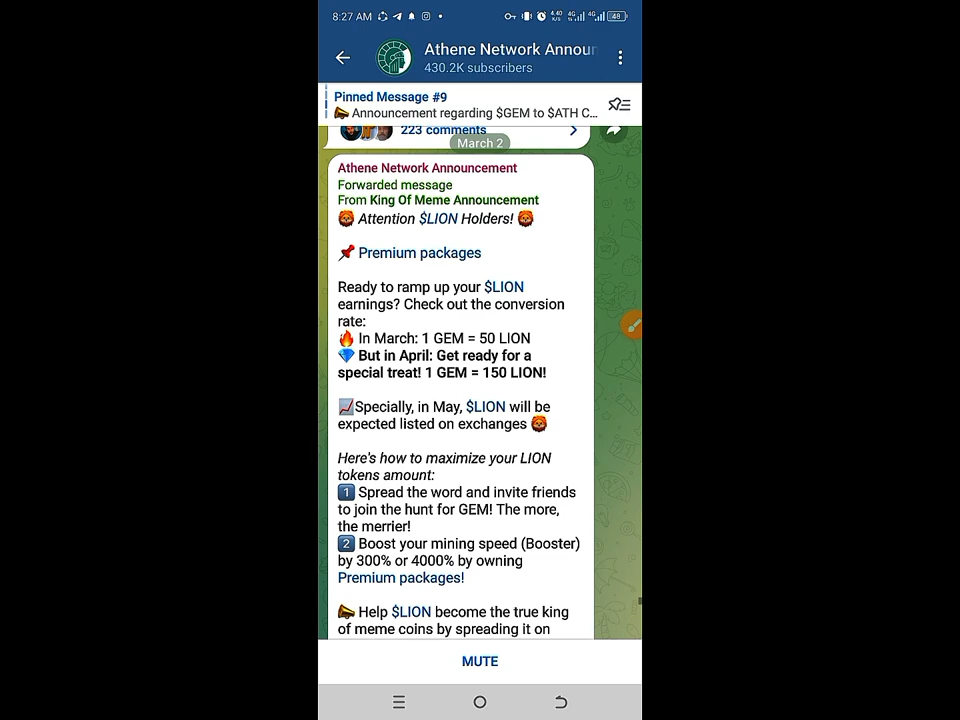 8:27 AM
4.40 K/S 4G 4G 48
Athene Network Announ
430.2K subscribers
Pinned Message #9
📣 Announcement regarding $GEM to $ATH C...
223 comments
March 2
Athene Network Announcement
Forwarded message
From King Of Meme Announcement
🦁 Attention $LION Holders! 🦁
📌 Premium packages
Ready to ramp up your $LION
earnings? Check out the conversion
rate:
🔥 In March: 1 GEM = 50 LION
💎 But in April: Get ready for a
special treat! 1 GEM = 150 LION!
📈Specially, in May, $LION will be
expected listed on exchanges 🦁
Here's how to maximize your LION
tokens amount:
1️⃣ Spread the word and invite friends
to join the hunt for GEM! The more,
the merrier!
2️⃣ Boost your mining speed (Booster)
by 300% or 4000% by owning
Premium packages!
📣 Help $LION become the true king
of meme coins by spreading it on
MUTE